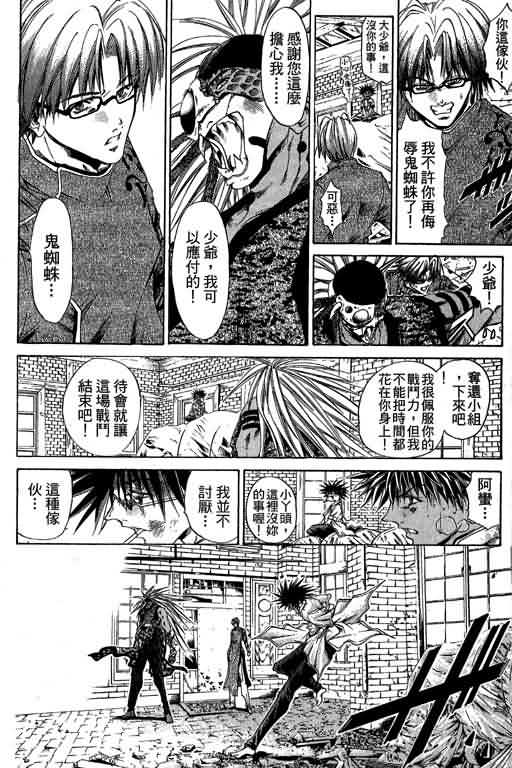 你這傢伙！
我不許你再侮
辱鬼蜘蛛了！
大少爺，這
沒你的事！
可惡…
感謝您這麼
擔心我……
少爺，我可
以應付的！
鬼蜘蛛…
少爺！
奪還小組
，下來吧
！
我很佩服你的
戰鬥力，但我
不能把時間都
花在你身上！
待會就讓
這場戰鬥
結束吧！
阿蠻…
小丫頭，
這裡沒妳
的事喔！
我並不
討厭…
這種傢
伙…